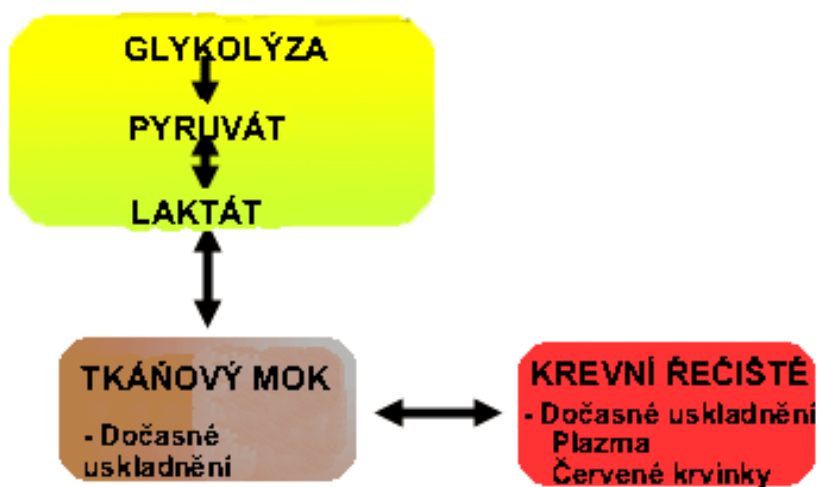 GLYKOLÝZA
PYRUVÁT
LAKTÁT
TKÁŇOVÝ MOK
- Dočasné
uskladnění
KREVNÍ ŘEČIŠTĚ
- Dočasné uskladnění
Plazma
Červené krvinky